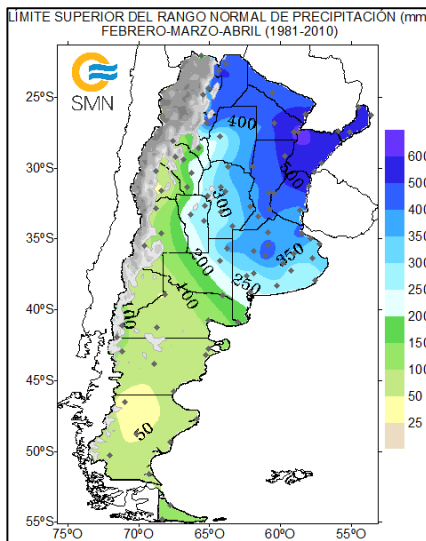 LÍMITE SUPERIOR DEL RANGO NORMAL DE PRECIPITACIÓN (mm
FEBRERO-MARZO-ABRIL (1981-2010)
SMN
25°S
30°S
35°S
40°S
45°S
50°S
55°S
75°O
70°O
65°O
60°O
55°O
400
500
300
200
350
250
100
100
50
600
500
400
350
300
250
200
150
100
50
25